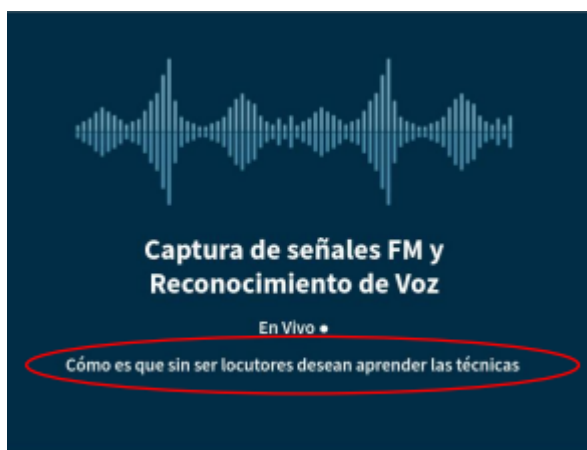 Captura de señales FM y
Reconocimiento de Voz
En Vivo ●
Cómo es que sin ser locutores desean aprender las técnicas